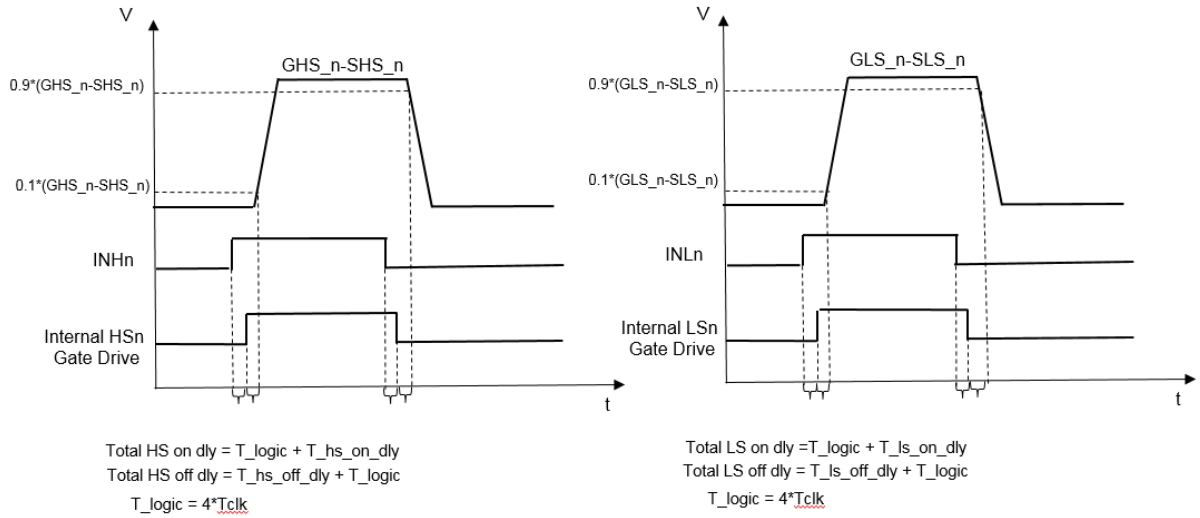 V
GHS_n-SHS_n
0.9*(GHS_n-SHS_n)
0.1*(GHS_n-SHS_n)
INHn
Internal HSn
Gate Drive
t
Total HS on dly = T_logic + T_hs_on_dly
Total HS off dly = T_hs_off_dly + T_logic
T_logic = 4*Tclk
V
GLS_n-SLS_n
0.9*(GLS_n-SLS_n)
0.1*(GLS_n-SLS_n)
INLn
Internal LSn
Gate Drive
t
Total LS on dly =T_logic + T_ls_on_dly
Total LS off dly = T_ls_off_dly + T_logic
T_logic = 4*Tclk